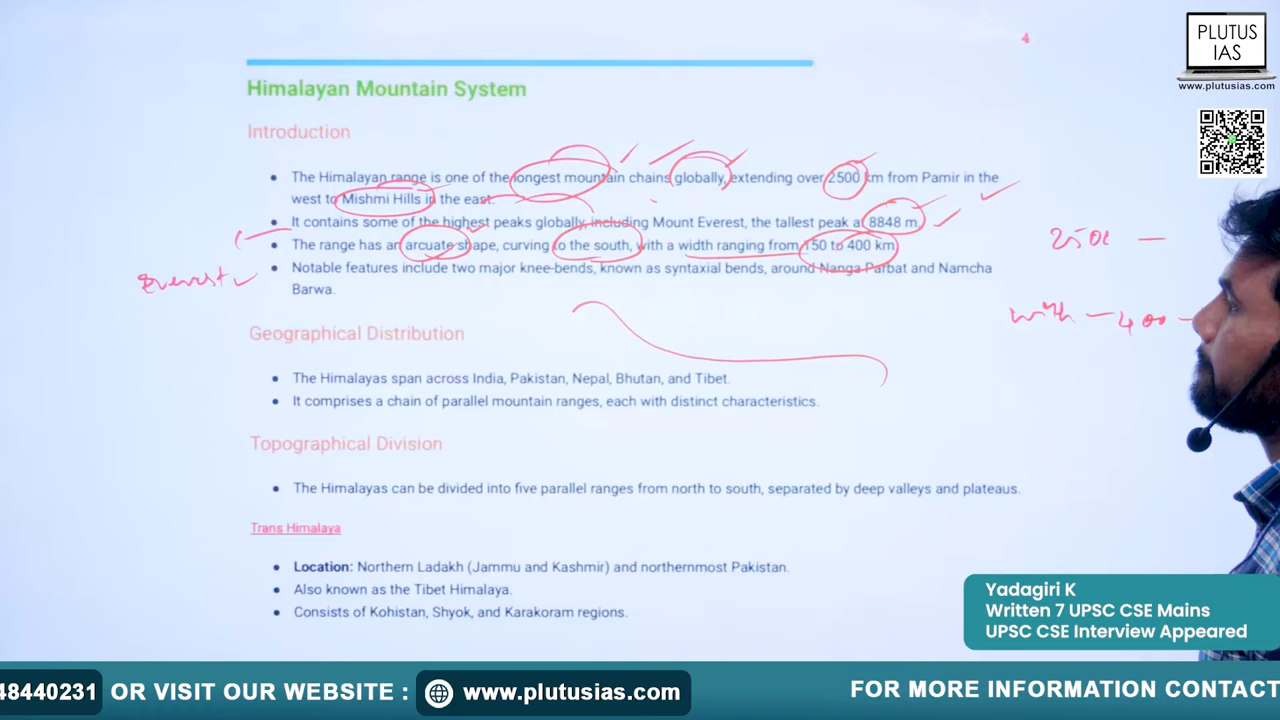 4
PLUTUS
IAS
www.plutusias.com
Himalayan Mountain System
Introduction
The Himalayan range is one of the longest mountain chains globally, extending over 2500 km from Pamir in the
west to Mishmi Hills in the east.
It contains some of the highest peaks globally, including Mount Everest, the tallest peak a 8848 m.
The range has an arcuate shape, curving to the south, with a width ranging from 150 to 400 km.
Notable features include two major knee-bends, known as syntaxial bends, around Nanga Parbat and Namcha
Barwa.
Everest
250
400
Geographical Distribution
The Himalayas span across India, Pakistan, Nepal, Bhutan, and Tibet.
It comprises a chain of parallel mountain ranges, each with distinct characteristics.
Topographical Division
The Himalayas can be divided into five parallel ranges from north to south, separated by deep valleys and plateaus.
Trans Himalaya
Location: Northern Ladakh (Jammu and Kashmir) and northernmost Pakistan.
Also known as the Tibet Himalaya.
Consists of Kohistan, Shyok, and Karakoram regions.
Yadagiri K
Written 7 UPSC CSE Mains
UPSC CSE Interview Appeared
48440231 OR VISIT OUR WEBSITE : www.plutusias.com FOR MORE INFORMATION CONTACT